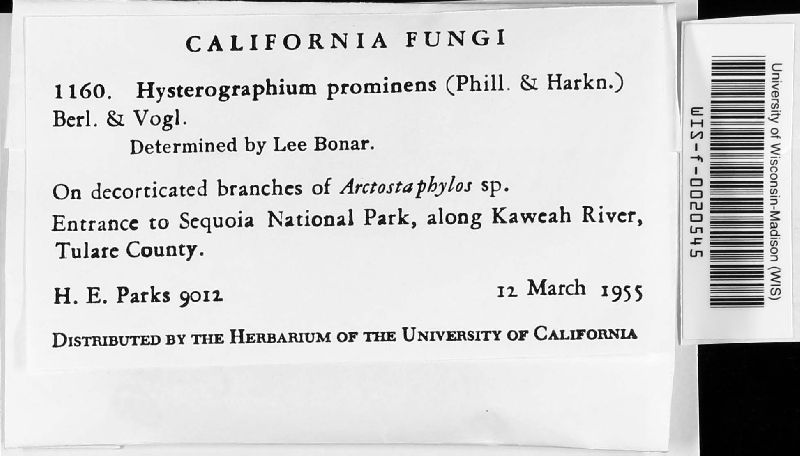 CALIFORNIA FUNGI
1160. Hysterographium prominens (Phill. & Harkn.)
Berl. & Vogl.
Determined by Lee Bonar.
On decorticated branches of Arctostaphylos sp.
Entrance to Sequoia National Park, along Kaweah River,
Tulare County.
H. E. Parks 9012 12 March 1955
DISTRIBUTED BY THE HERBARIUM OF THE UNIVERSITY OF CALIFORNIA
University of Wisconsin-Madison (WIS)
WIS-f-0020545